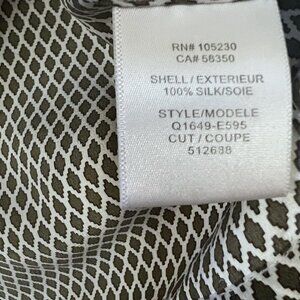 RN# 105230
CA# 58350
SHELL/EXTERIEUR
100% SILK/SOIE
STYLE/MODELE
Q1649-E595
CUT/COUPE
512688